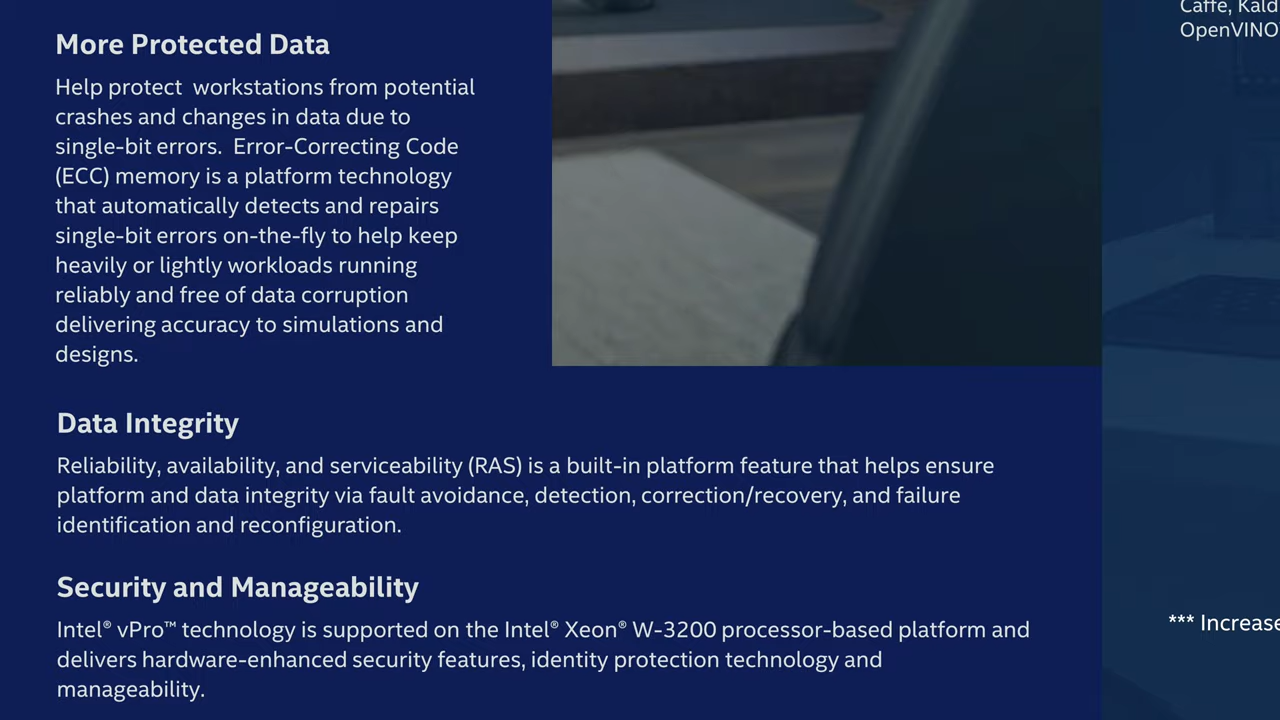 More Protected Data
Help protect  workstations from potential
crashes and changes in data due to
single-bit errors.  Error-Correcting Code
(ECC) memory is a platform technology
that automatically detects and repairs
single-bit errors on-the-fly to help keep
heavily or lightly workloads running
reliably and free of data corruption
delivering accuracy to simulations and
designs.
Data Integrity
Reliability, availability, and serviceability (RAS) is a built-in platform feature that helps ensure
platform and data integrity via fault avoidance, detection, correction/recovery, and failure
identification and reconfiguration.
Security and Manageability
Intel® vPro™ technology is supported on the Intel® Xeon® W-3200 processor-based platform and
delivers hardware-enhanced security features, identity protection technology and
manageability.
Caffe, Kald
OpenVINO
*** Increase